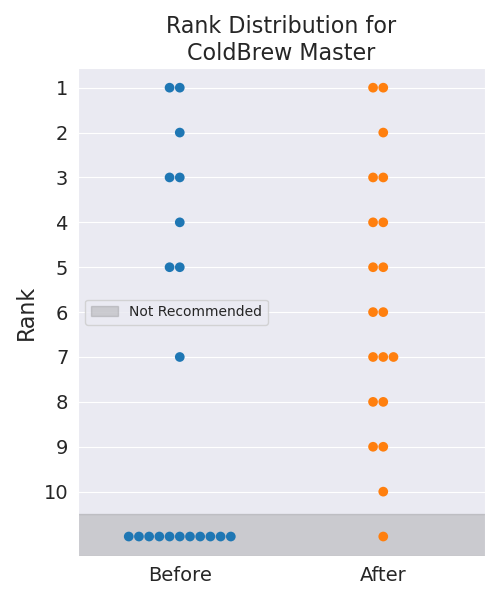 Rank Distribution for
ColdBrew Master
1
2
3
4
5
6
7
8
9
10
Rank
Not Recommended
Before
After